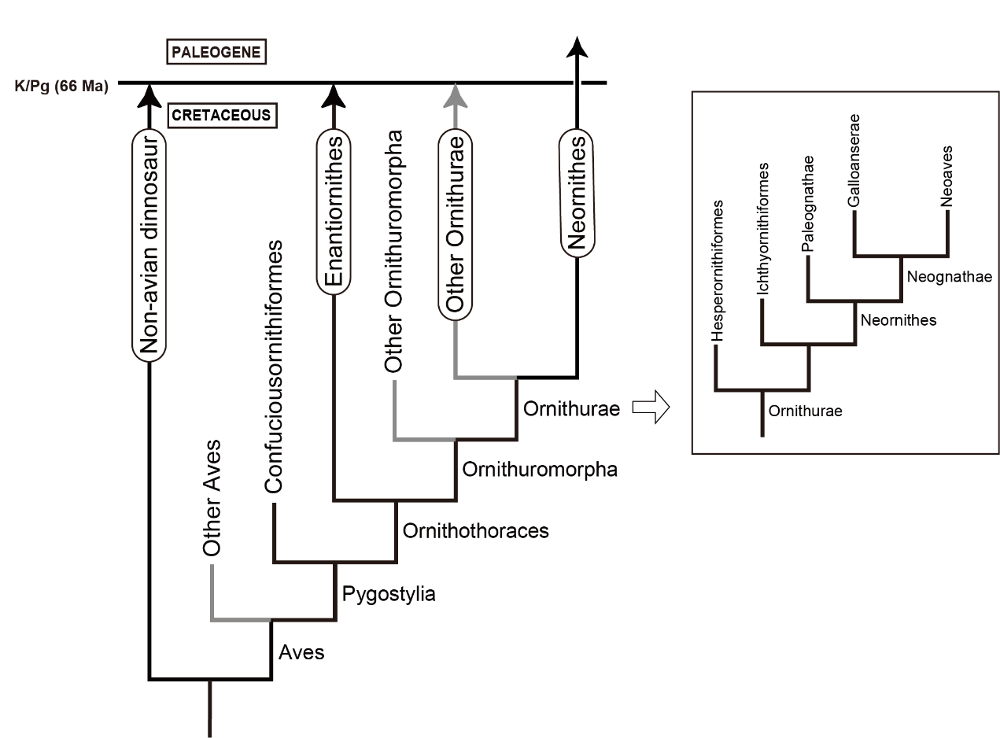 PALEOGENE
K/Pg (66 Ma)
CRETACEOUS
Non-avian dinnosaur
Other Aves
Confuciousornithiformes
Enantiornithes
Other Ornithuromorpha
Other Ornithurae
Neornithes
Ornithurae
Ornithuromorpha
Ornithothoraces
Pygostylia
Aves
Hesperornithiformes
Ichthyornithiformes
Paleognathae
Galloanserae
Neoaves
Neognathae
Neornithes
Ornithurae